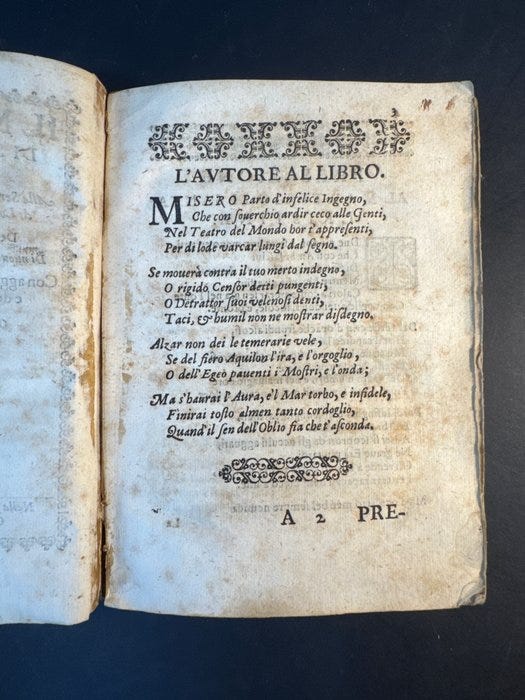 3
L'AVTORE AL LIBRO.
MISERO Parto d'infelice Ingegno,
Che con souerchio ardir ceco alle Genti,
Nel Teatro del Mondo hor t'appresenti,
Per di lode varcar lungi dal segno.
Se mouerà contra il tuo merto indegno,
O rigido Censor detti pungenti,
O Detrattor suoi velenosi denti,
Taci, & humil non ne mostrar disdegno.
Alzar non dei le temerarie vele,
Se del fiero Aquilon l'ira, e l'orgoglio,
O dell'Egeo pauenti i Mostri, e l'onda;
Ma s'haurai l'Aura, e'l Mar torbo, e infidele,
Finirai tosto almen tanto cordoglio,
Quand'il sen dell'Oblio fia che t'asconda.
A 2 PRE-